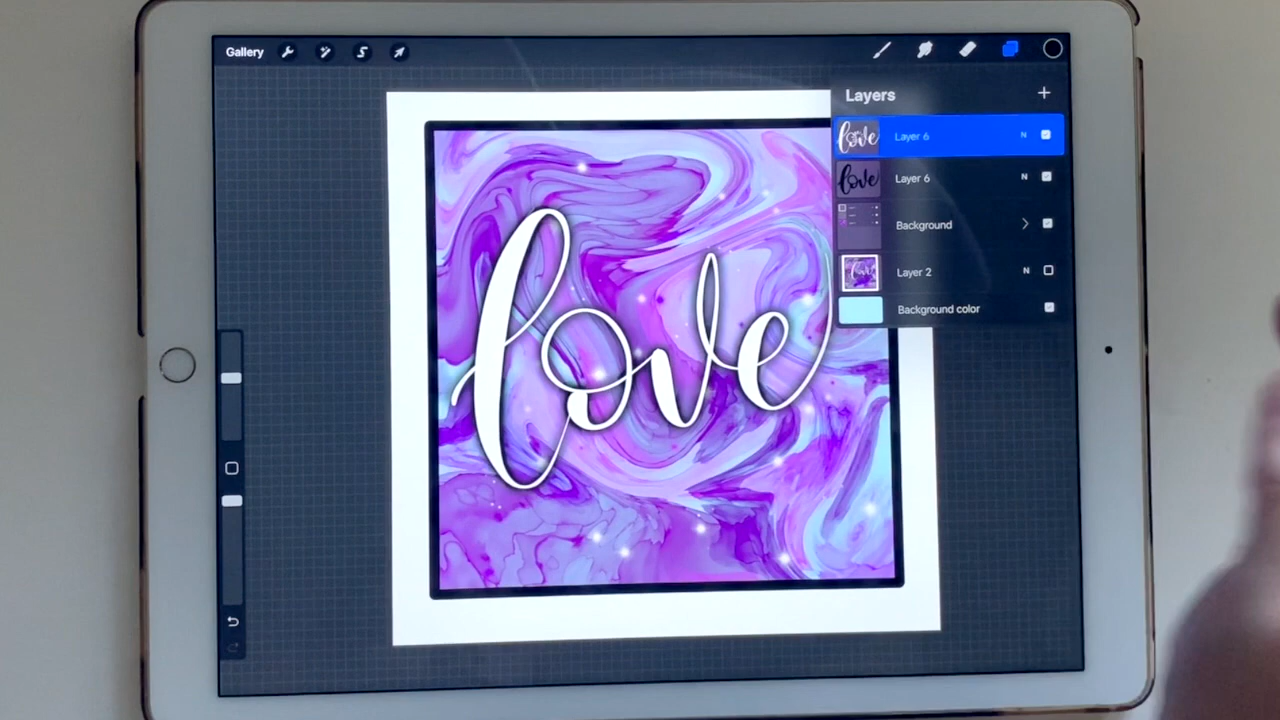 Gallery
Layers
Layer 6 N
Layer 6 N
Background
Layer 2 N
Background color
love